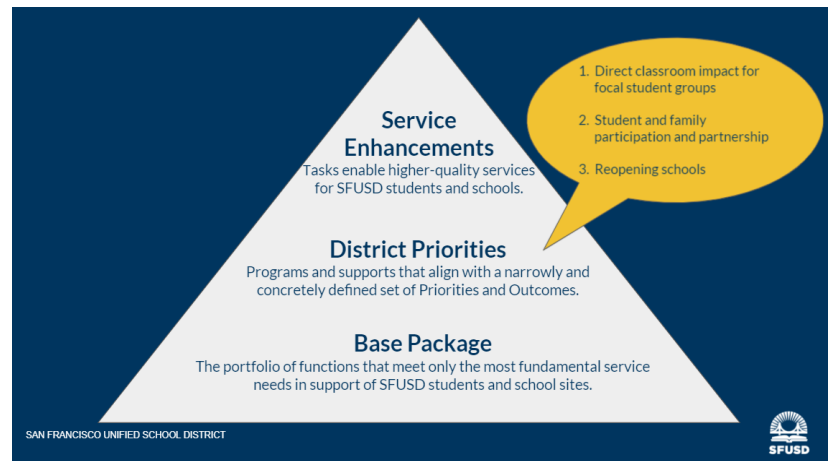 Service
Enhancements
Tasks enable higher-quality services
for SFUSD students and schools.
1. Direct classroom impact for
focal student groups
2. Student and family
participation and partnership
3. Reopening schools
District Priorities
Programs and supports that align with a narrowly and
concretely defined set of Priorities and Outcomes.
Base Package
The portfolio of functions that meet only the most fundamental service
needs in support of SFUSD students and school sites.
SAN FRANCISCO UNIFIED SCHOOL DISTRICT
SFUSD